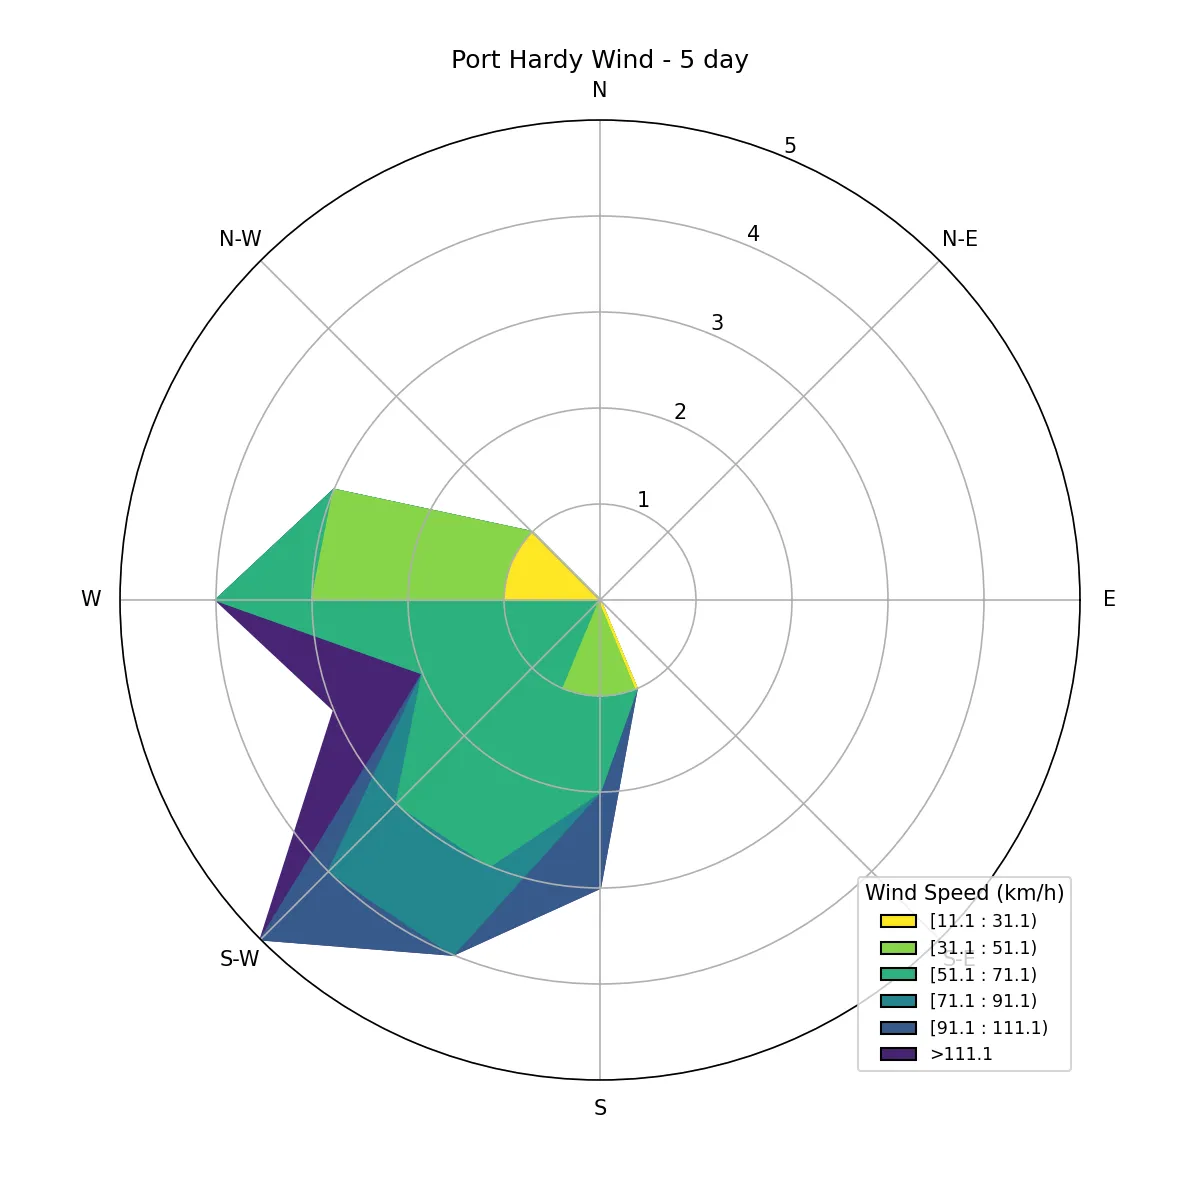 Port Hardy Wind - 5 day
N
5
N-W
4
N-E
3
2
1
W
E
Wind Speed (km/h)
[11.1 : 31.1)
[31.1 : 51.1)
S-W
S-E
[51.1 : 71.1)
[71.1 : 91.1)
[91.1 : 111.1)
>111.1
S